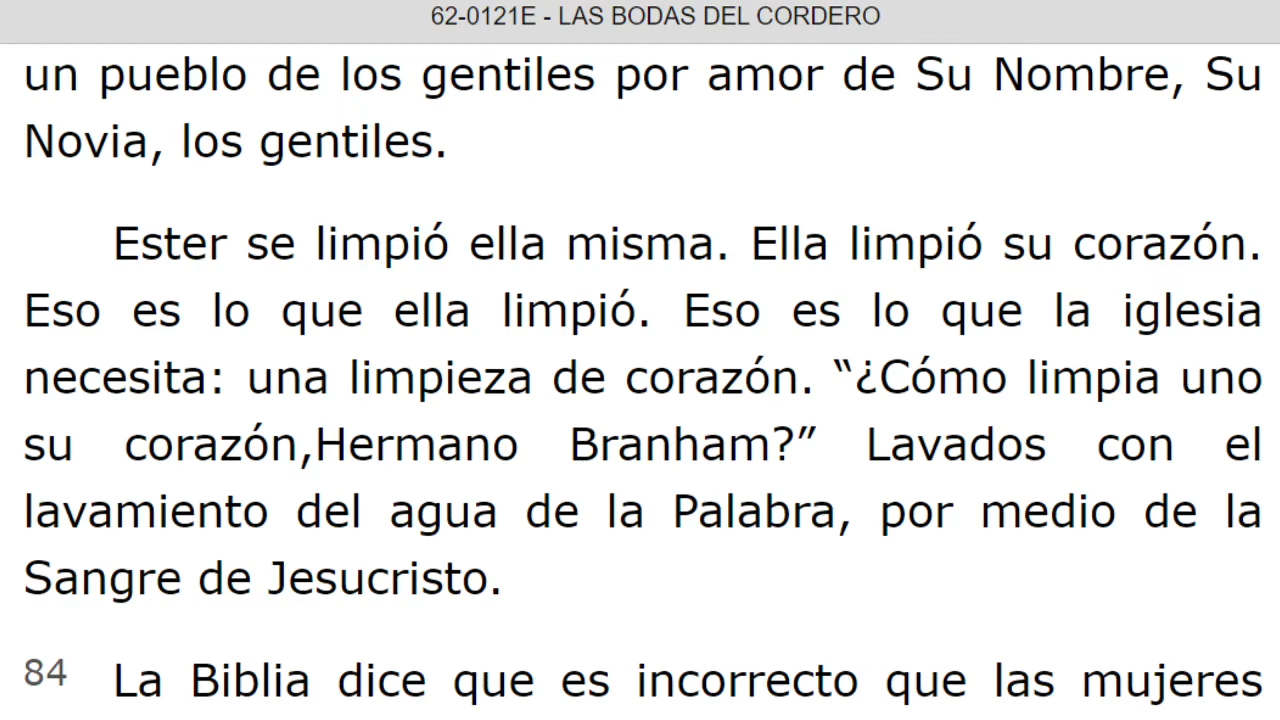 62-0121E - LAS BODAS DEL CORDERO
un pueblo de los gentiles por amor de Su Nombre, Su
Novia, los gentiles.
Ester se limpió ella misma. Ella limpió su corazón.
Eso es lo que ella limpió. Eso es lo que la iglesia
necesita: una limpieza de corazón. “¿Cómo limpia uno
su corazón,Hermano Branham?” Lavados con el
lavamiento del agua de la Palabra, por medio de la
Sangre de Jesucristo.
84 La Biblia dice que es incorrecto que las mujeres